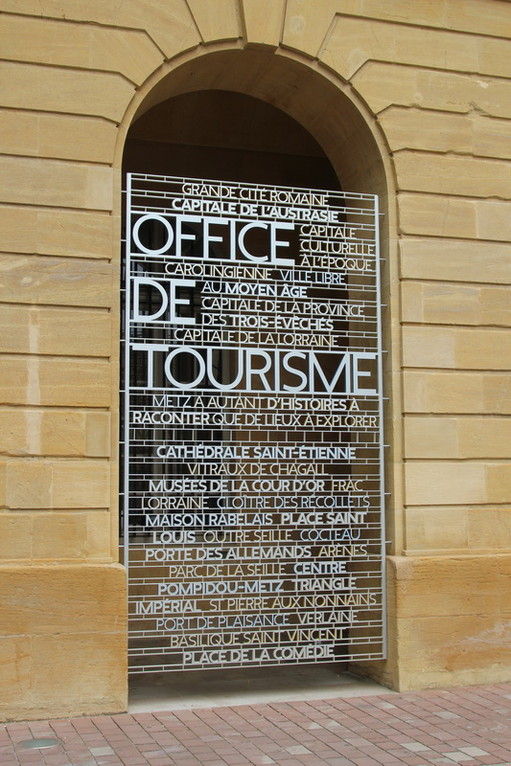 GRANDE CITÉ ROMAINE
CAPITALE DE L'AUSTRASIE
OFFICE
CAPITALE
CULTURELLE
À L'ÉPOQUE
CAROLINGIENNE VILLE LIBRE
DE
AU MOYEN ÂGE
CAPITALE DE LA PROVINCE
DES TROIS-ÉVÊCHÉS
CAPITALE DE LA LORRAINE
TOURISME
METZ A AUTANT D'HISTOIRES À
RACONTER QUE DE LIEUX À EXPLORER
CATHÉDRALE SAINT-ÉTIENNE
VITRAUX DE CHAGALL
MUSÉES DE LA COUR D'OR FRAC
LORRAINE CLOÎTRE DES RÉCOLLETS
MAISON RABELAIS PLACE SAINT
LOUIS OUTRE SEILLE COCTEAU
PORTE DES ALLEMANDS ARÈNES
PARC DE LA SEILLE CENTRE
POMPIDOU-METZ TRIANGLE
IMPÉRIAL ST PIERRE AUX NONNAINS
PORT DE PLAISANCE VERLAINE
BASILIQUE SAINT VINCENT
PLACE DE LA COMÉDIE